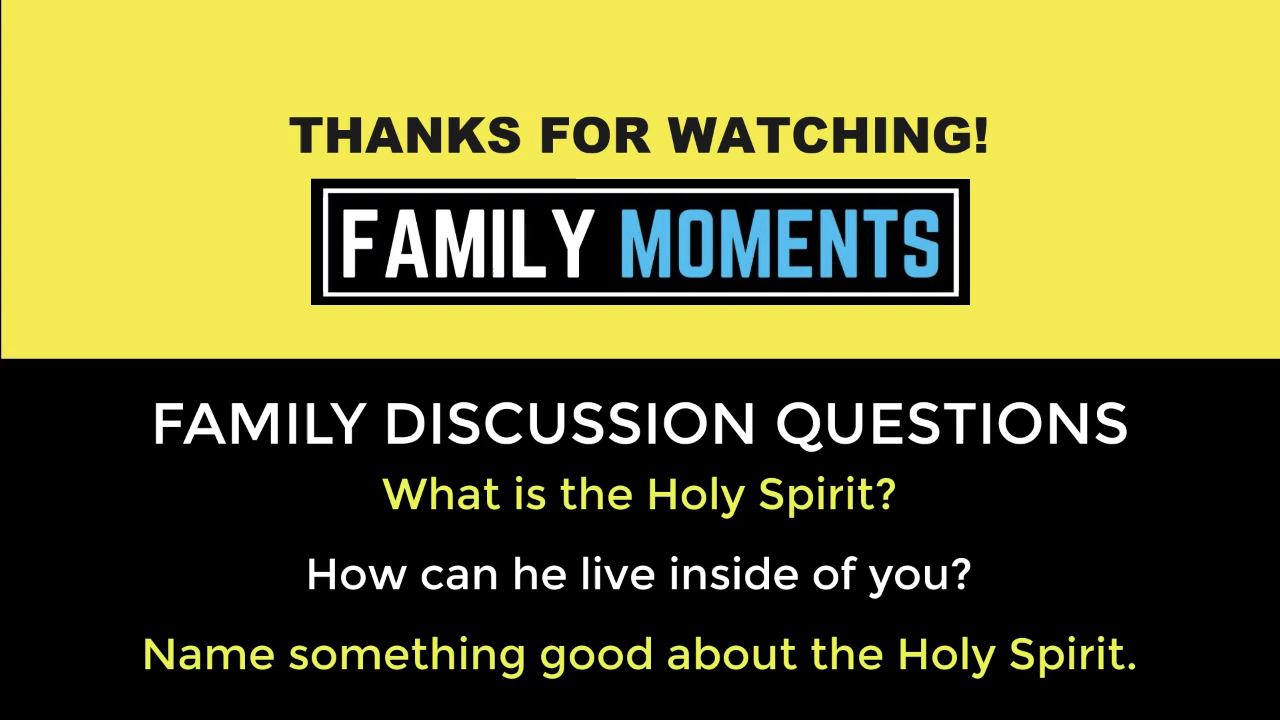 THANKS FOR WATCHING!
FAMILY MOMENTS
FAMILY DISCUSSION QUESTIONS
What is the Holy Spirit?
How can he live inside of you?
Name something good about the Holy Spirit.